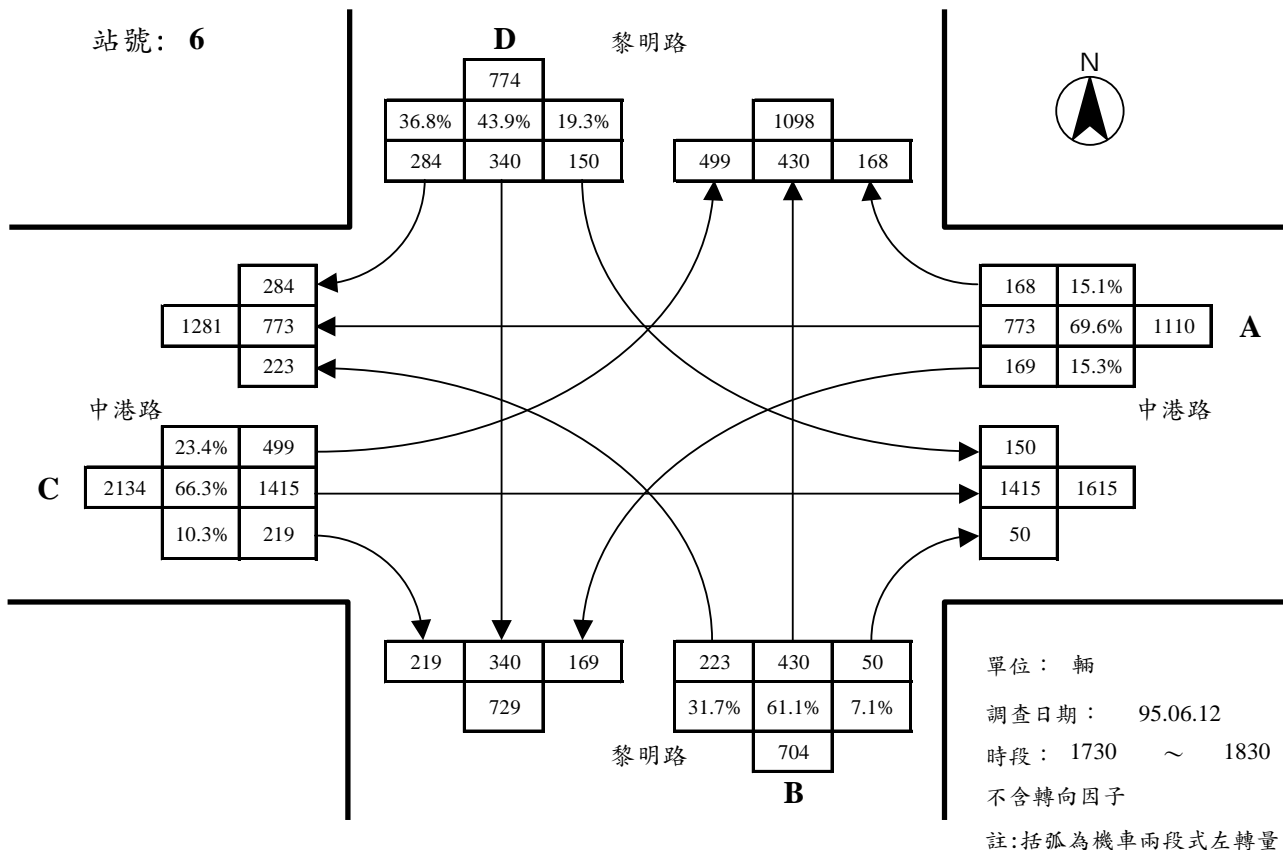 站號: 6
D
黎明路
N
774
36.8% 43.9% 19.3%
284 340 150
1098
499 430 168
284
1281 773
223
168 15.1%
773 69.6% 1110
169 15.3%
A
中港路
中港路
C
23.4% 499
2134 66.3% 1415
10.3% 219
150
1415 1615
50
219 340 169
729
223 430 50
31.7% 61.1% 7.1%
704
黎明路
B
單位： 輛
調查日期： 95.06.12
時段： 1730 ～ 1830
不含轉向因子
註:括弧為機車兩段式左轉量